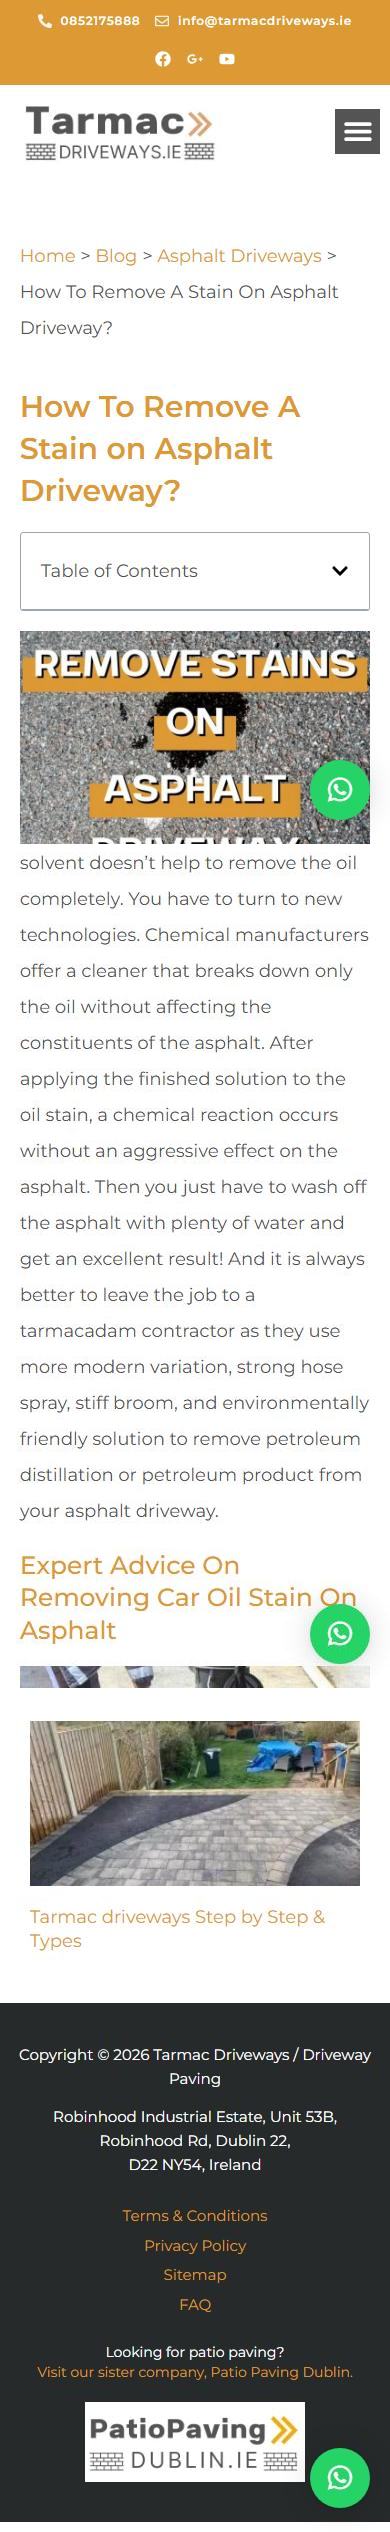 0852175888 info@tarmacdriveways.ie
Tarmac
DRIVEWAYS.IE
Home > Blog > Asphalt Driveways >
How To Remove A Stain On Asphalt
Driveway?
How To Remove A
Stain on Asphalt
Driveway?
Table of Contents
REMOVE STAINS
ON
ASPHALT
DRIVEWAY
solvent doesn’t help to remove the oil
completely. You have to turn to new
technologies. Chemical manufacturers
offer a cleaner that breaks down only
the oil without affecting the
constituents of the asphalt. After
applying the finished solution to the
oil stain, a chemical reaction occurs
without an aggressive effect on the
asphalt. Then you just have to wash off
the asphalt with plenty of water and
get an excellent result! And it is always
better to leave the job to a
tarmacadam contractor as they use
more modern variation, strong hose
spray, stiff broom, and environmentally
friendly solution to remove petroleum
distillation or petroleum product from
your asphalt driveway.
Expert Advice On
Removing Car Oil Stain On
Asphalt
Tarmac driveways Step by Step &
Types
Copyright © 2026 Tarmac Driveways / Driveway
Paving
Robinhood Industrial Estate, Unit 53B,
Robinhood Rd, Dublin 22,
D22 NY54, Ireland
Terms & Conditions
Privacy Policy
Sitemap
FAQ
Looking for patio paving?
Visit our sister company, Patio Paving Dublin.
PatioPaving
DUBLIN.IE